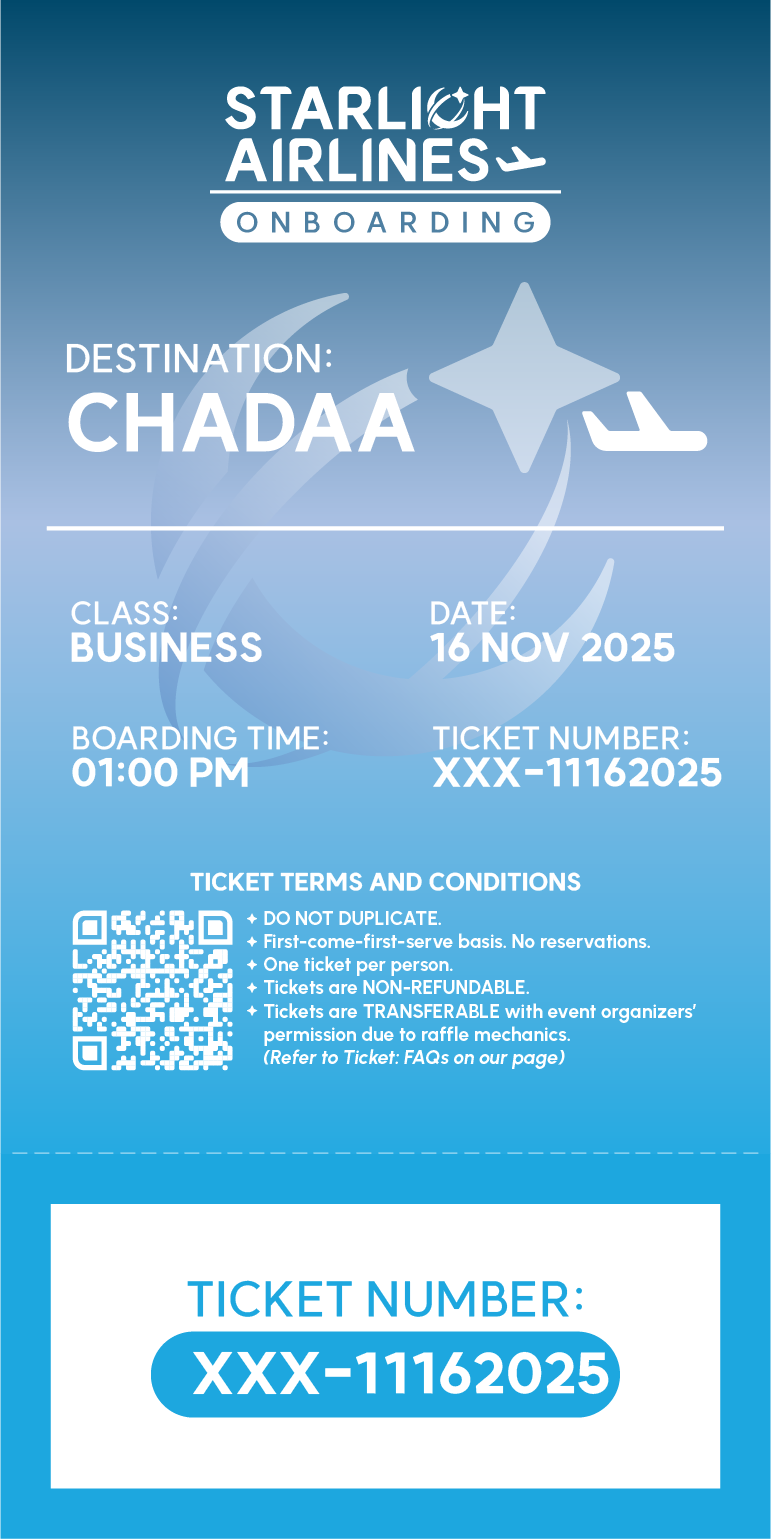 STARLIGHT
AIRLINES
ONBOARDING
DESTINATION:
CHADAA
CLASS:
BUSINESS
DATE:
16 NOV 2025
BOARDING TIME:
01:00 PM
TICKET NUMBER:
XXX-11162025
TICKET TERMS AND CONDITIONS
DO NOT DUPLICATE.
First-come-first-serve basis. No reservations.
One ticket per person.
Tickets are NON-REFUNDABLE.
Tickets are TRANSFERABLE with event organizers’
permission due to raffle mechanics.
(Refer to Ticket: FAQs on our page)
TICKET NUMBER:
XXX-11162025